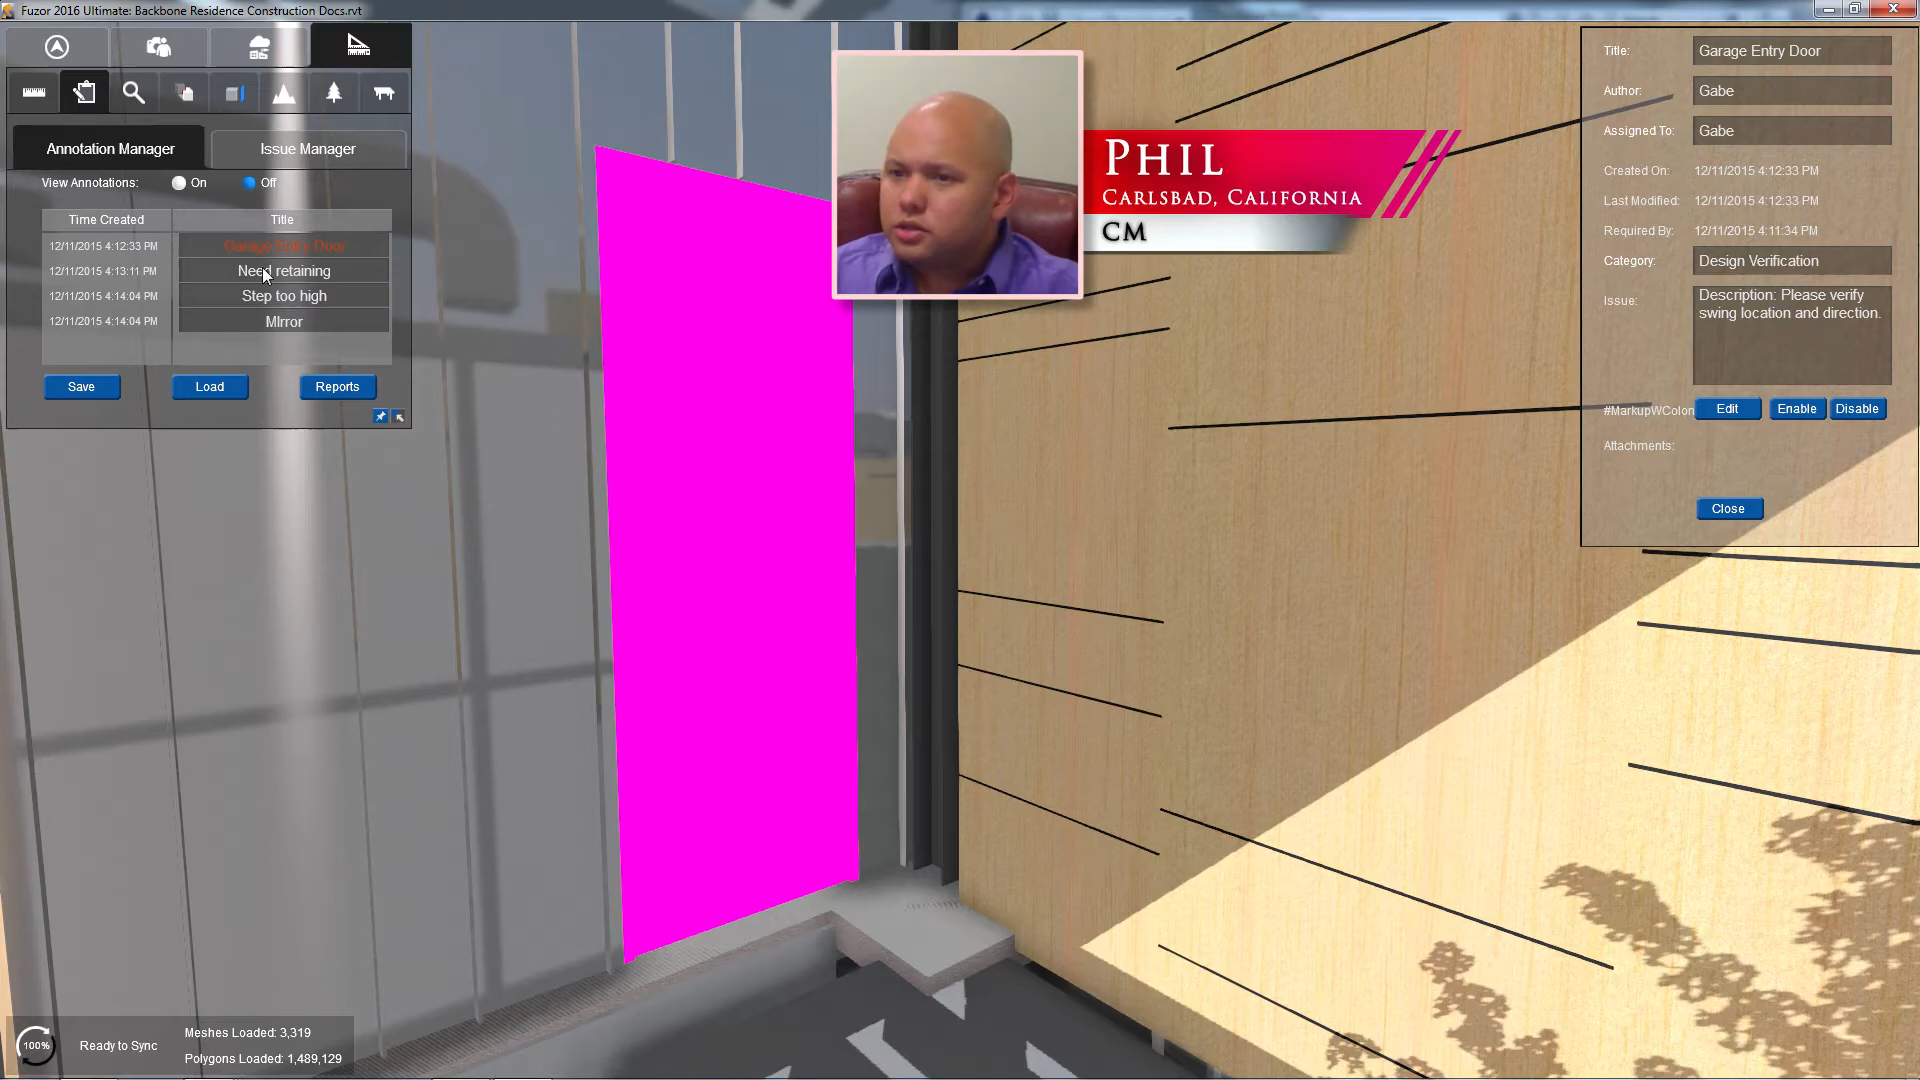 Fuzor 2016 Ultimate: Backbone Residence Construction Docs.rvt
Annotation Manager
Issue Manager
View Annotations: On Off
Time Created Title
12/11/2015 4:12:33 PM Garage Entry Door
12/11/2015 4:13:11 PM Need retaining
12/11/2015 4:14:04 PM Step too high
12/11/2015 4:14:04 PM MIrror
Save Load Reports
Phil
Carlsbad, California
CM
Title: Garage Entry Door
Author: Gabe
Assigned To: Gabe
Created On: 12/11/2015 4:12:33 PM
Last Modified: 12/11/2015 4:12:33 PM
Required By: 12/11/2015 4:11:34 PM
Category: Design Verification
Issue: Description: Please verify
swing location and direction.
#MarkupWColon Edit Enable Disable
Attachments:
Close
100% Ready to Sync
Meshes Loaded: 3,319
Polygons Loaded: 1,489,129